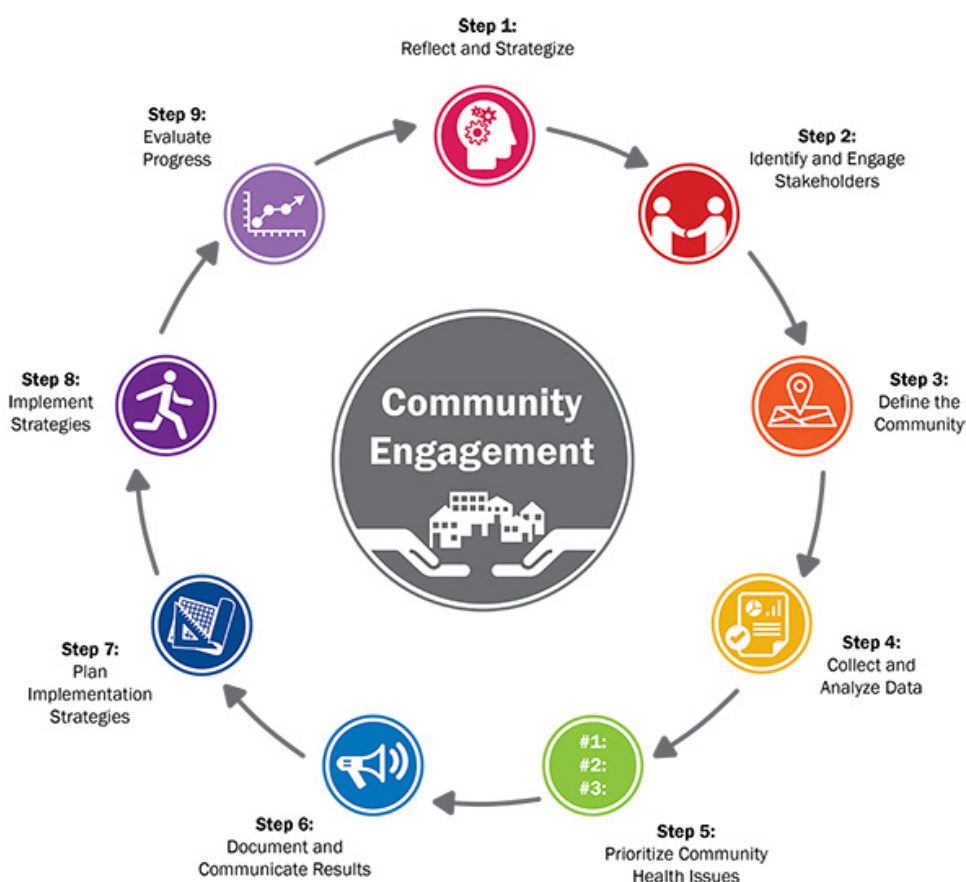 Step 1:
Reflect and Strategize
Step 2:
Identify and Engage
Stakeholders
Step 3:
Define the
Community
Step 4:
Collect and
Analyze Data
Step 5:
Prioritize Community
Health Issues
#1:
#2:
#3:
Step 6:
Document and
Communicate Results
Step 7:
Plan
Implementation
Strategies
Step 8:
Implement
Strategies
Step 9:
Evaluate
Progress
Community
Engagement